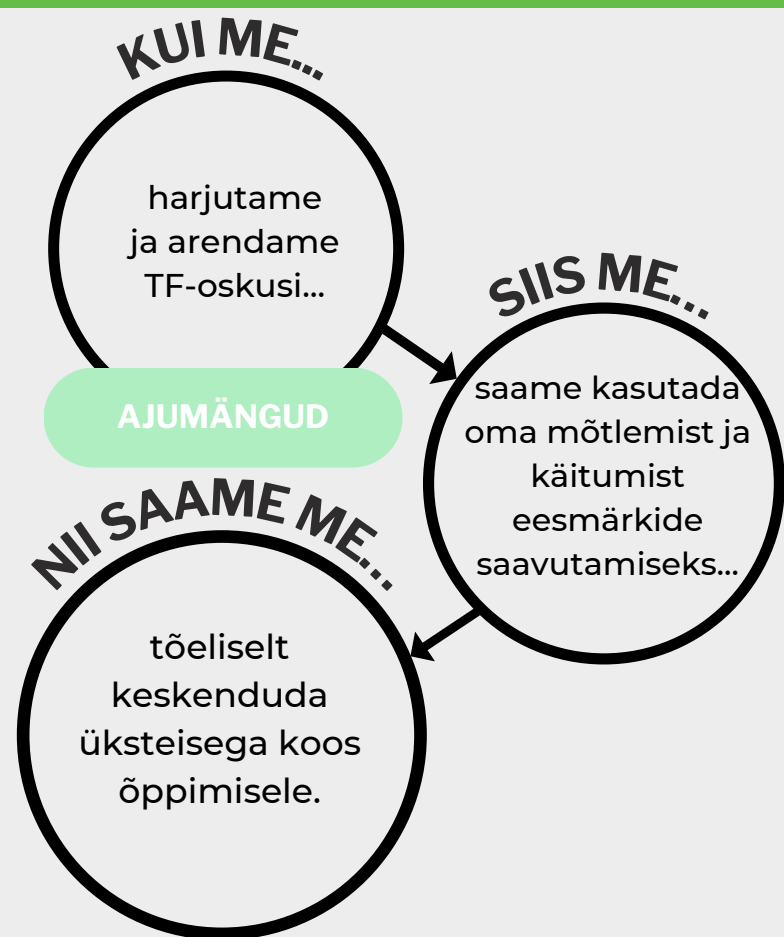 KUI ME...
harjutame
ja arendame
TF-oskusi...
AJUMÄNGUD
SIIS ME...
saame kasutada
oma mõtlemist ja
käitumist
eesmärkide
saavutamiseks...
NII SAAME ME...
tõeliselt
keskenduda
üksteisega koos
õppimisele.